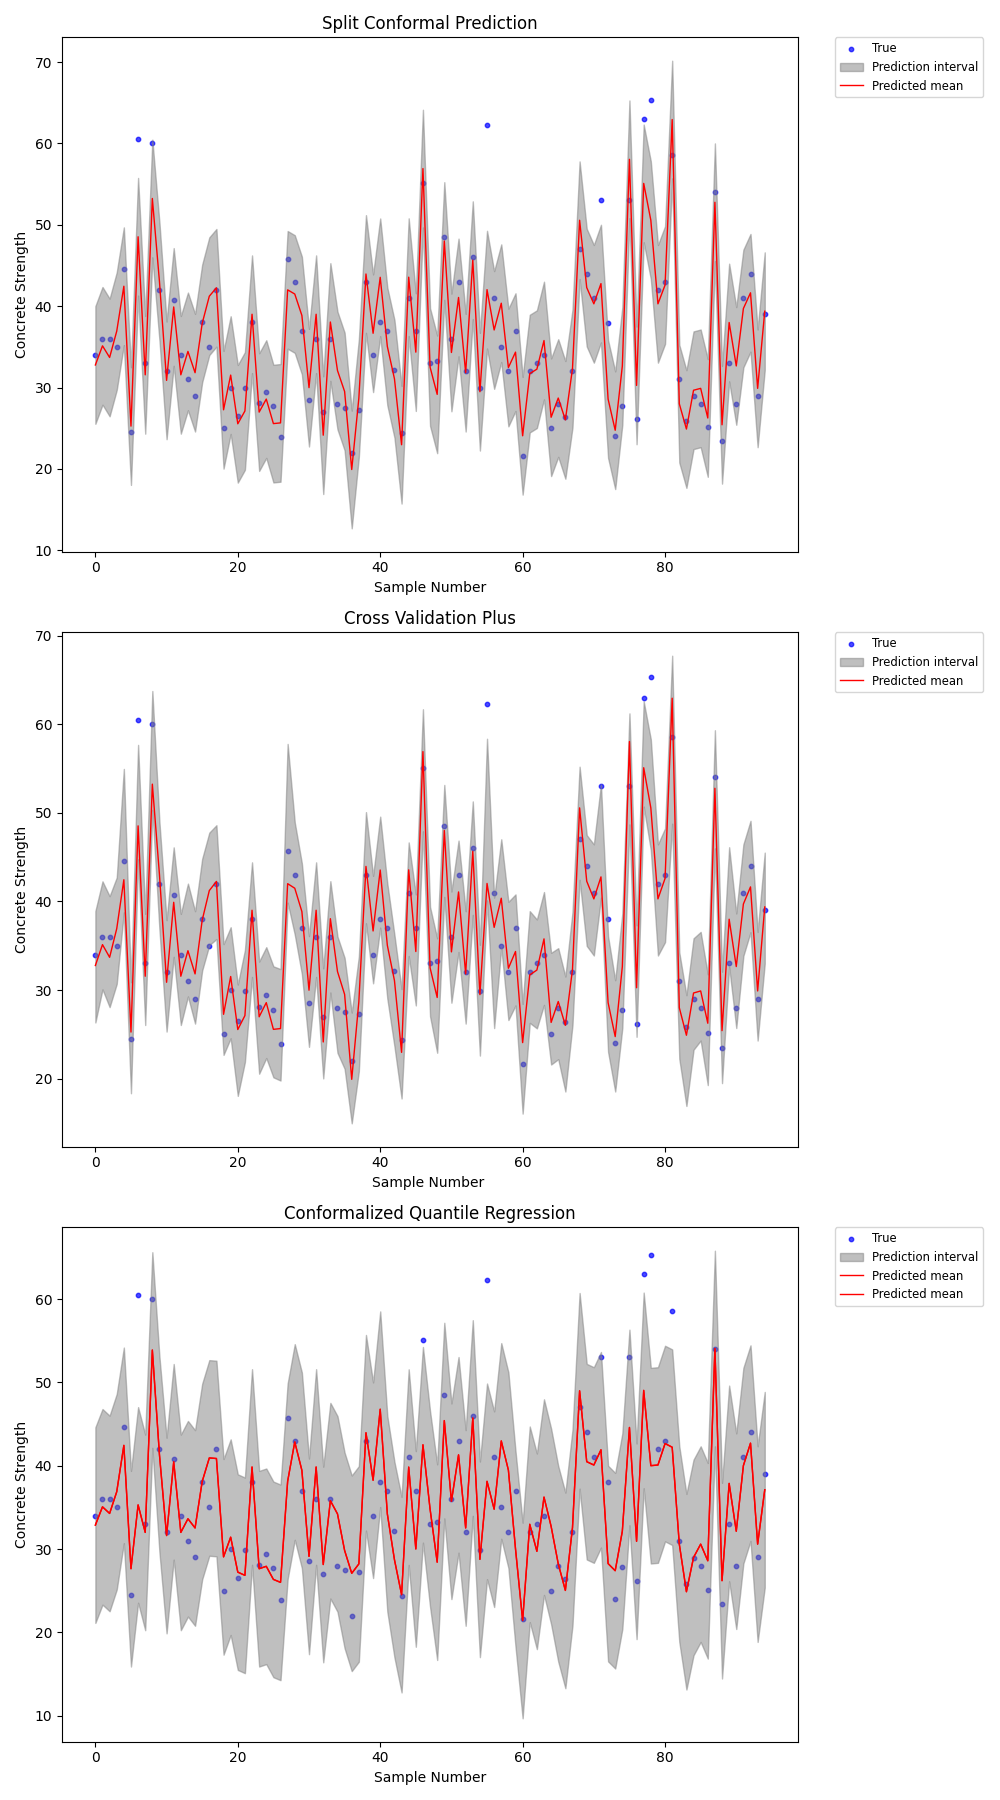 Split Conformal Prediction
True
Prediction interval
Predicted mean
70
60
50
40
30
20
10
Concrete Strength
0 20 40 60 80
Sample Number
Cross Validation Plus
True
Prediction interval
Predicted mean
70
60
50
40
30
20
Concrete Strength
0 20 40 60 80
Sample Number
Conformalized Quantile Regression
True
Prediction interval
Predicted mean
Predicted mean
60
50
40
30
20
10
Concrete Strength
0 20 40 60 80
Sample Number